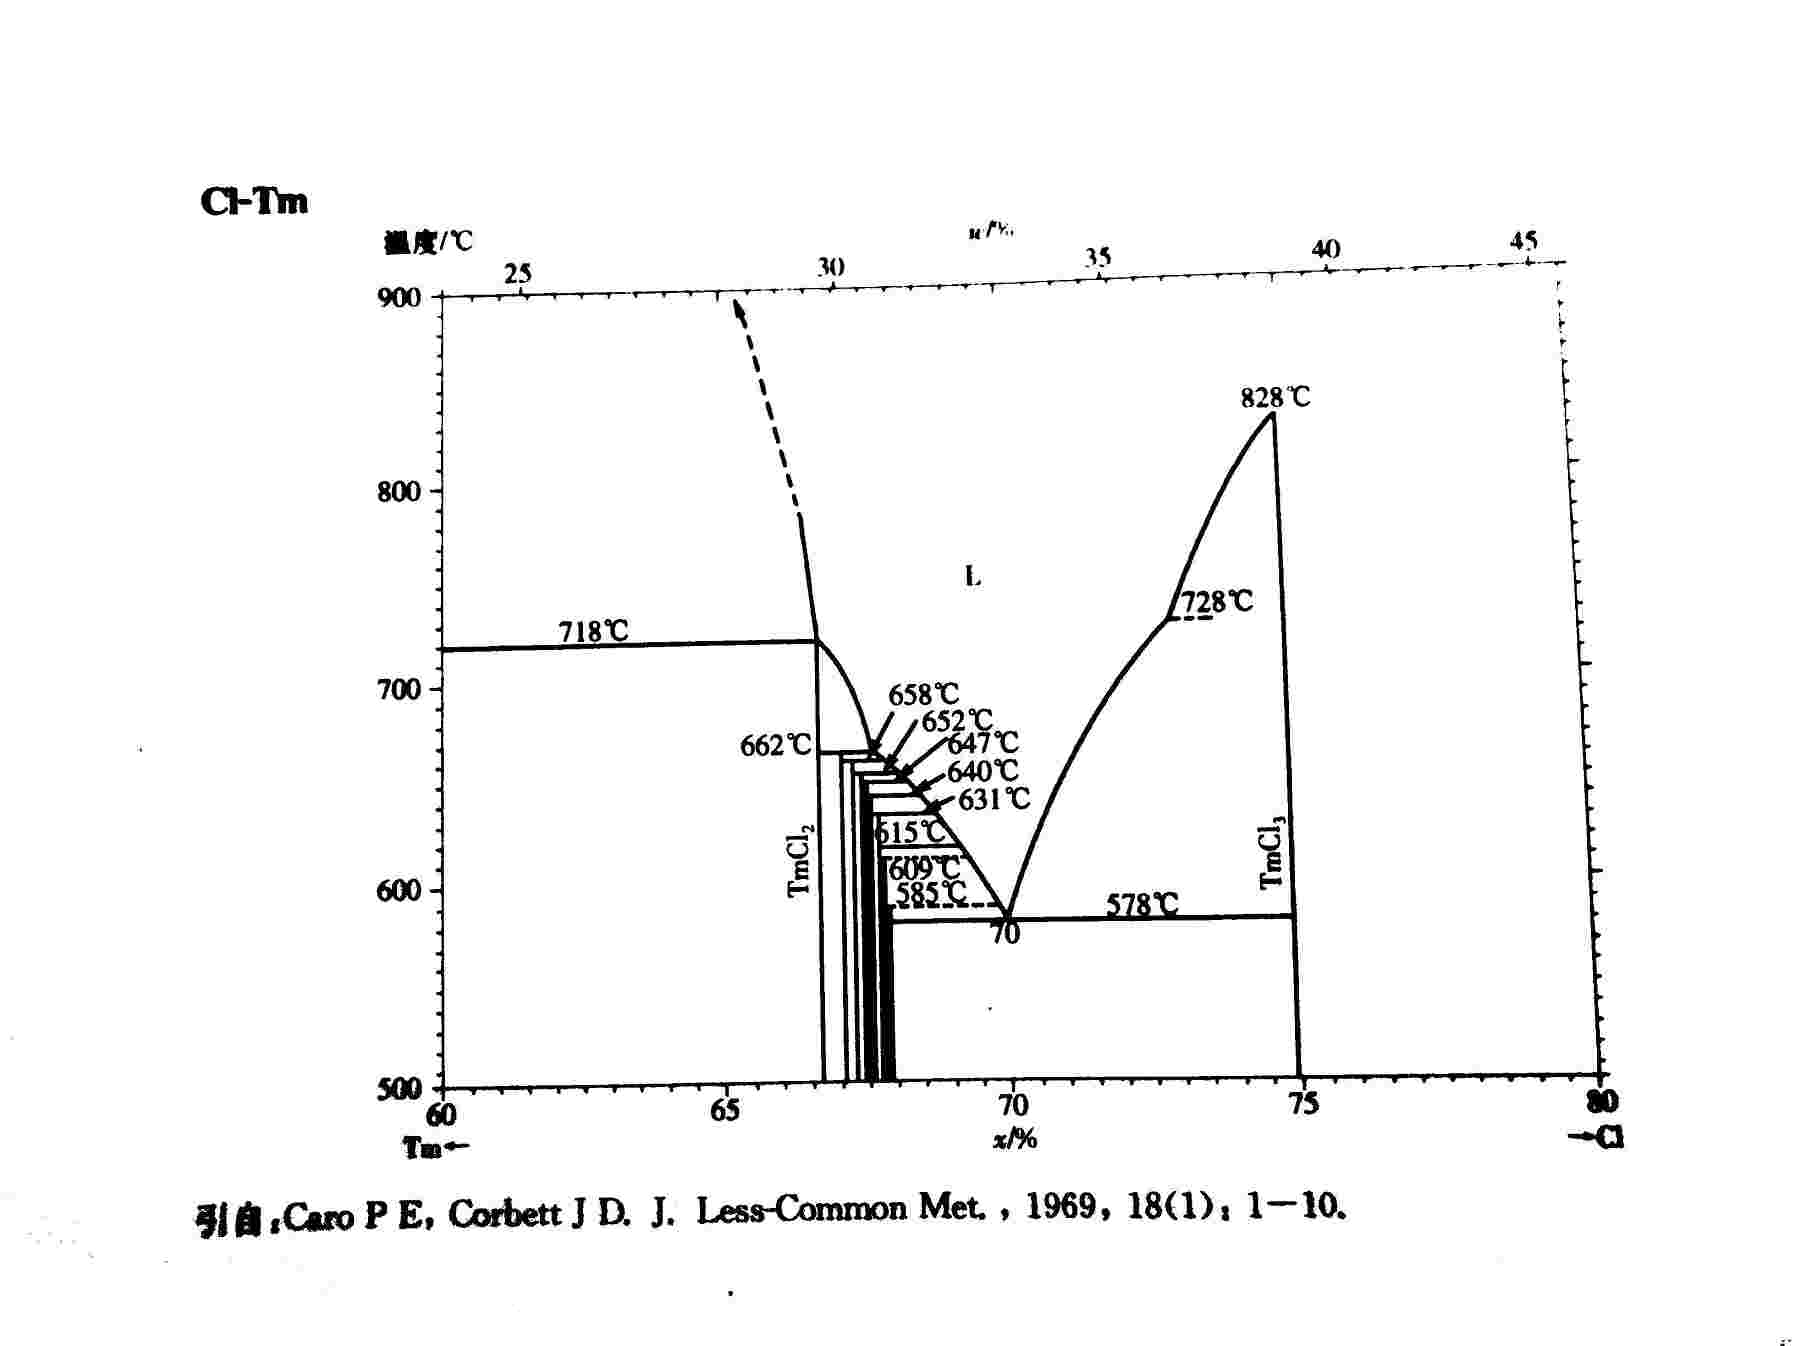 Cl-Tm
温度/℃
w/%
25 30 35 40 45
900
828℃
800
L
728℃
718℃
700
658℃
652℃
662℃
647℃
640℃
631℃
615℃
TmCl₂
TmCl₃
609℃
600
585℃
578℃
70
500
60 65 70 75 80
Tm← x/% →Cl
引自:Caro P E, Corbett J D. J. Less-Common Met., 1969, 18(1): 1—10.